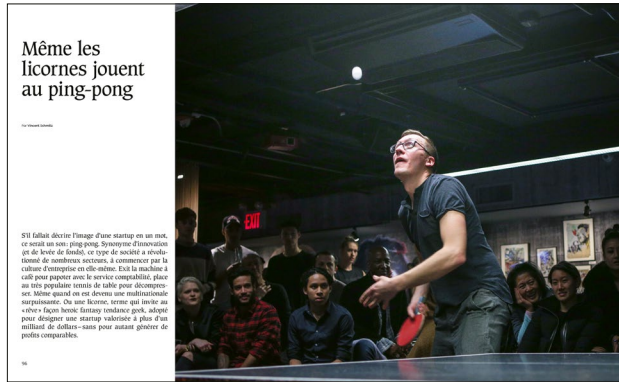 Même les
licornes jouent
au ping-pong
S'il fallait décrire l'image d'une startup en un mot,
ce serait un son: ping-pong. Synonyme d'innovation
(et de levée de fonds), ce type de société a révolu-
tionné de nombreux secteurs, à commencer par la
culture d'entreprise en elle-même. Exit la machine à
café pour papoter avec le service comptabilité, place
au très populaire tennis de table pour décompres-
ser. Même quand on est devenu une multinationale
surpuissante. Ou une licorne, terme qui invite au
«rêve» façon heroic fantasy tendance geek, adopté
pour désigner une startup valorisée à plus d'un
milliard de dollars–sans pour autant générer de
profits comparables.
EXIT